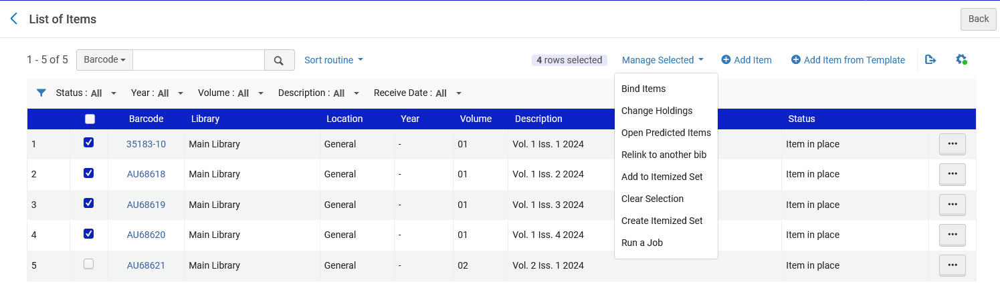 List of Items
Back
1 - 5 of 5 Barcode Sort routine 4 rows selected Manage Selected Add Item Add Item from Template
Status : All Year : All Volume : All Description : All Receive Date : All
Bind Items
Change Holdings
Open Predicted Items
Relink to another bib
Add to Itemized Set
Clear Selection
Create Itemized Set
Run a Job
Barcode Library Location Year Volume Description Status
1 35183-10 Main Library General - 01 Vol. 1 Iss. 1 2024 Item in place
2 AU68618 Main Library General - 01 Vol. 1 Iss. 2 2024 Item in place
3 AU68619 Main Library General - 01 Vol. 1 Iss. 3 2024 Item in place
4 AU68620 Main Library General - 01 Vol. 1 Iss. 4 2024 Item in place
5 AU68621 Main Library General - 02 Vol. 2 Iss. 1 2024 Item in place